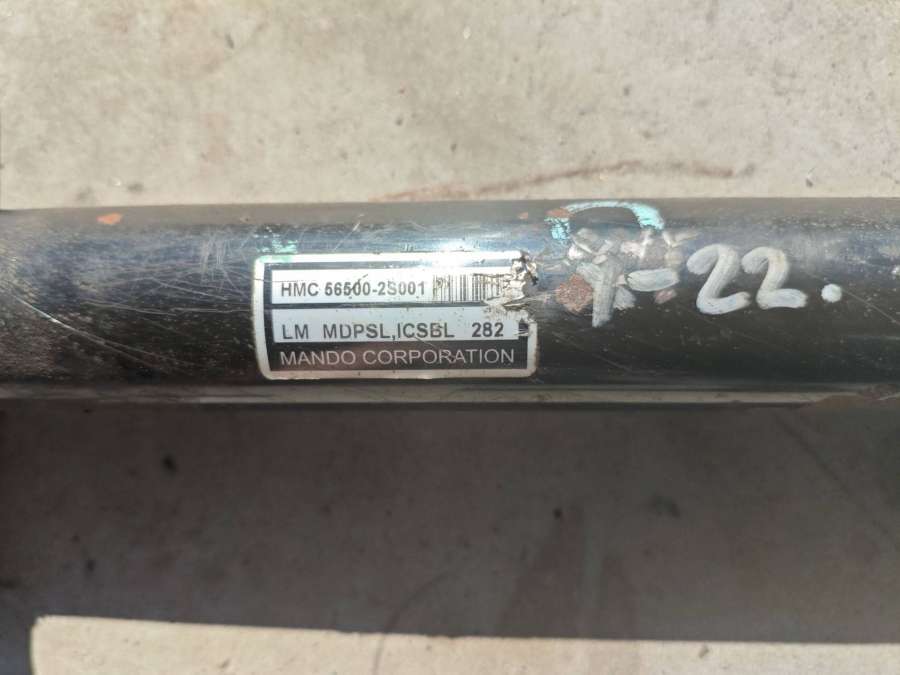 HMC 56500-2S001
LM MDPSL,ICSBL 282
MANDO CORPORATION
-22.